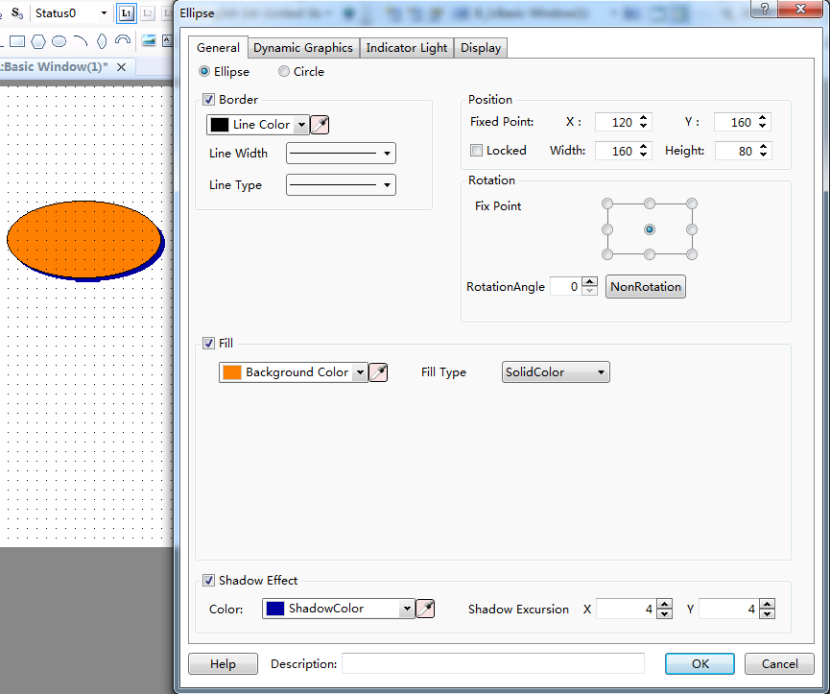 S₃ Status0 L1
Ellipse
:Basic Window(1)* X
General Dynamic Graphics Indicator Light Display
Ellipse Circle
Border
Line Color
Line Width
Line Type
Position
Fixed Point: X : 120 Y : 160
Locked Width: 160 Height: 80
Rotation
Fix Point
RotationAngle 0 NonRotation
Fill
Background Color Fill Type SolidColor
Shadow Effect
Color: ShadowColor Shadow Excursion X 4 Y 4
Help Description: OK Cancel